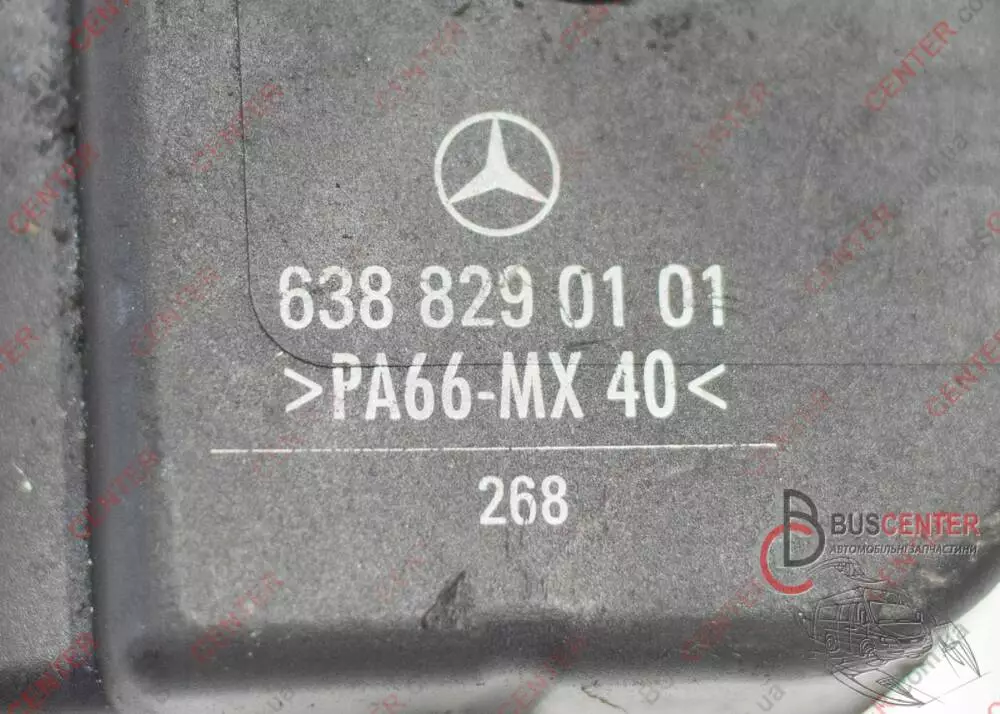 638 829 01 01
>PA66-MX 40<
268
BUSCENTER
АВТОМОБІЛЬНІ ЗАПЧАСТИНИ